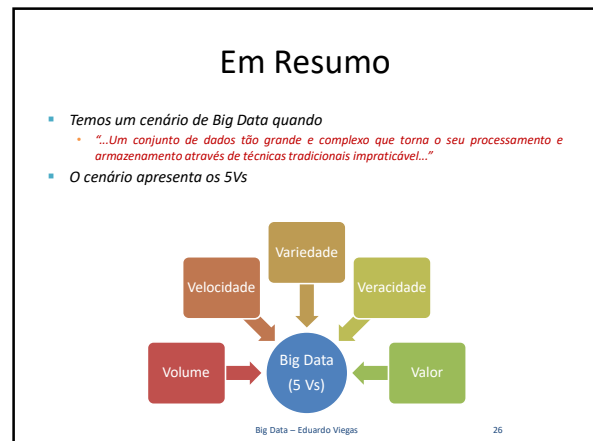 Em Resumo
Temos um cenário de Big Data quando
“...Um conjunto de dados tão grande e complexo que torna o seu processamento e
armazenamento através de técnicas tradicionais impraticável...”
O cenário apresenta os 5Vs
Variedade
Velocidade
Veracidade
Volume
Big Data
(5 Vs)
Valor
Big Data – Eduardo Viegas
26